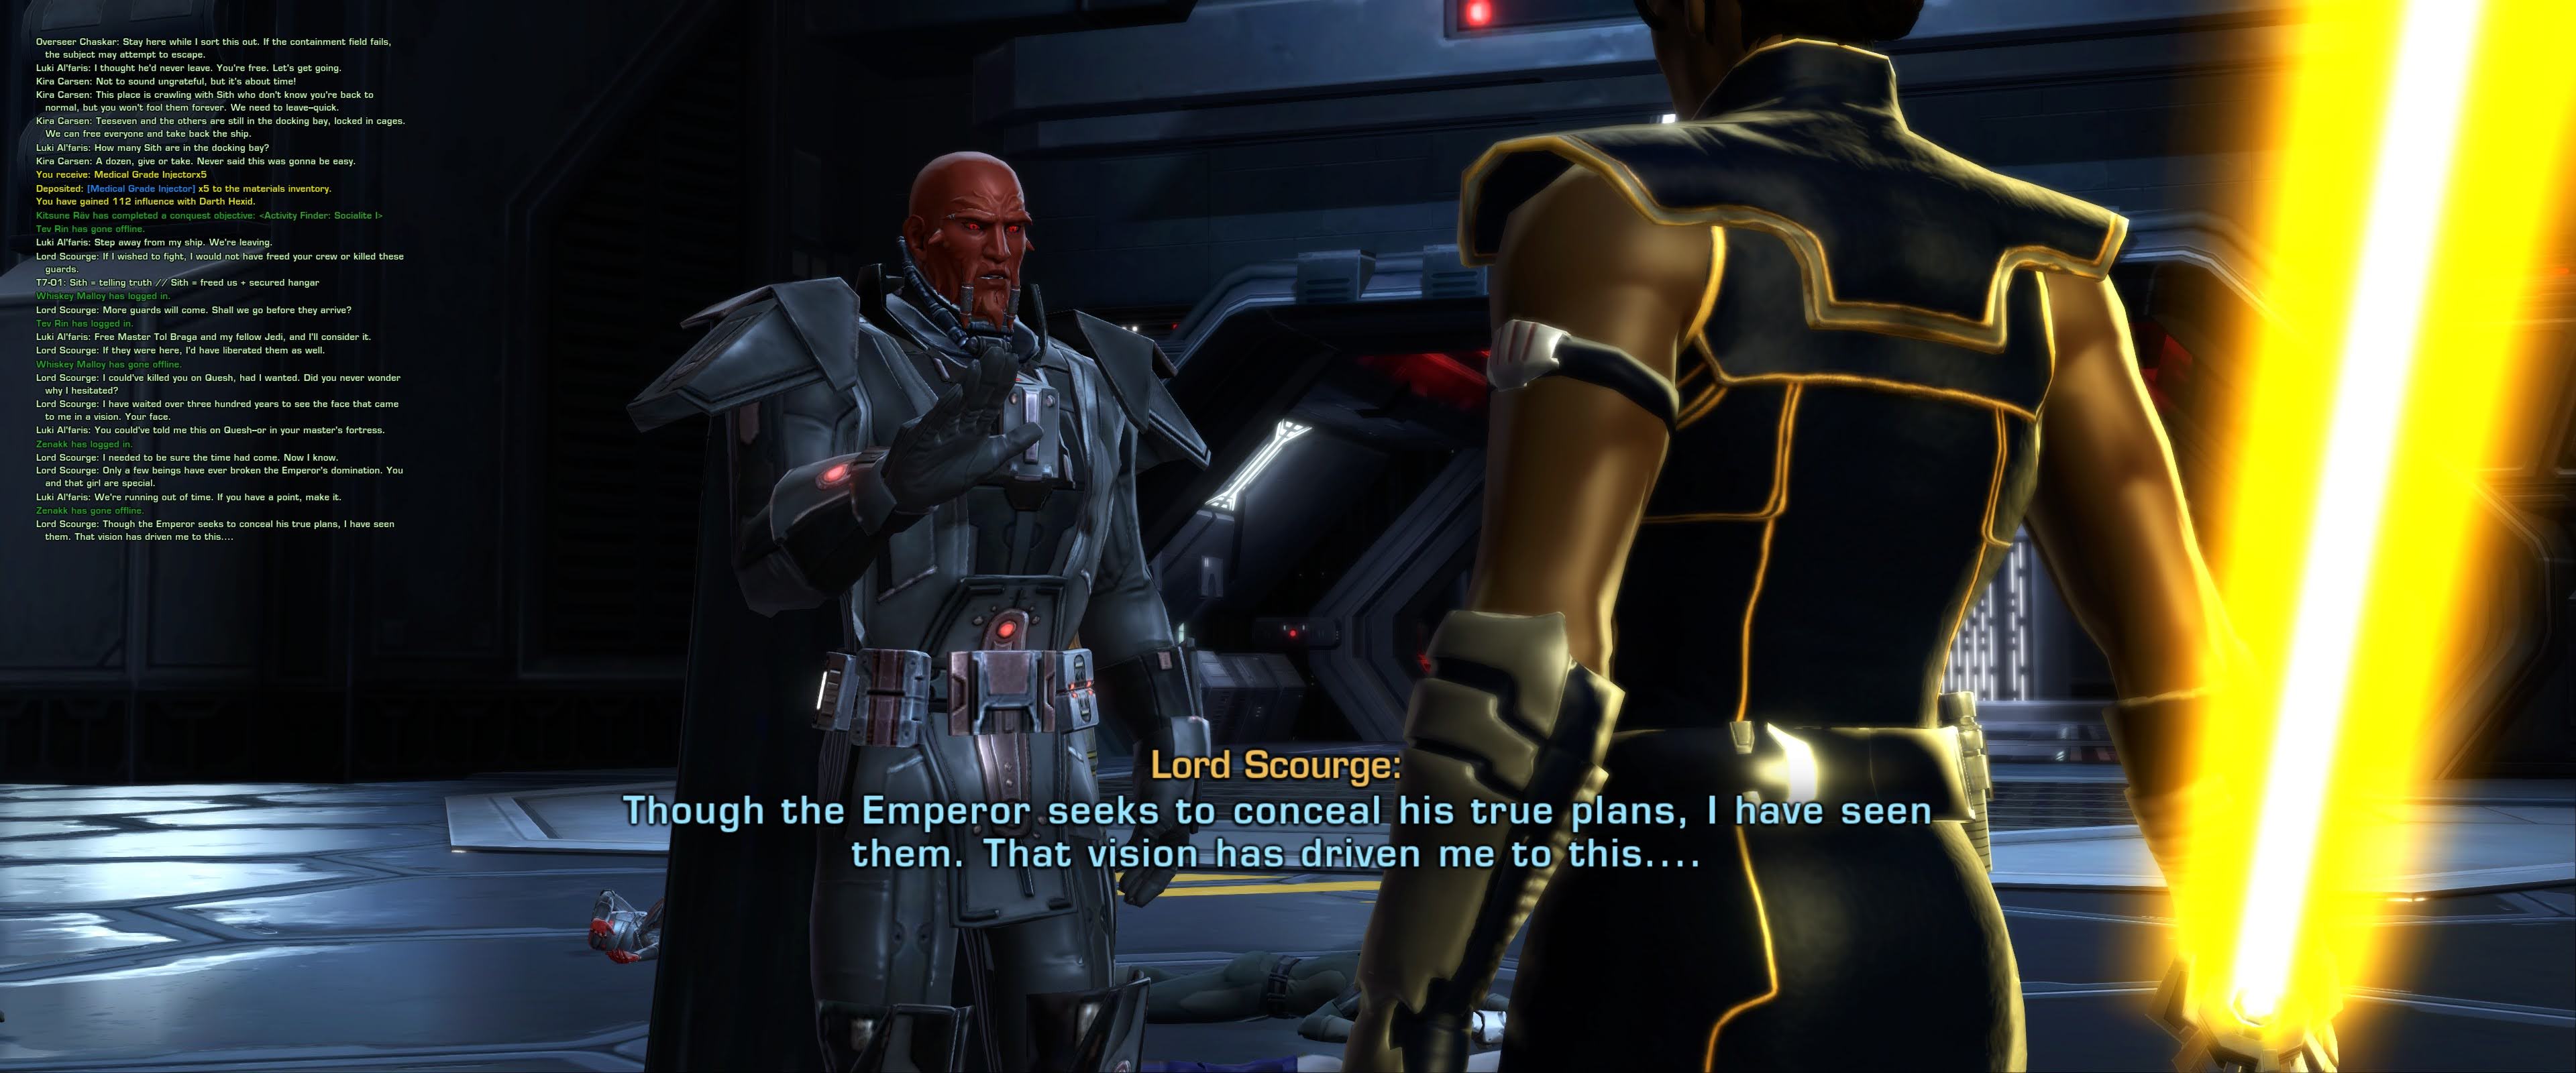 Overseer Chaskar: Stay here while I sort this out. If the containment field fails,
the subject may attempt to escape.
Luki Al'faris: I thought he'd never leave. You're free. Let's get going.
Kira Carsen: Not to sound ungrateful, but it's about time!
Kira Carsen: This place is crawling with Sith who don't know you're back to
normal, but you won't fool them forever. We need to leave–quick.
Kira Carsen: Teeseven and the others are still in the docking bay, locked in cages.
We can free everyone and take back the ship.
Luki Al'faris: How many Sith are in the docking bay?
Kira Carsen: A dozen, give or take. Never said this was gonna be easy.
You receive: Medical Grade Injectorx5
Deposited: [Medical Grade Injector] x5 to the materials inventory.
You have gained 112 influence with Darth Hexid.
Kitsune Räv has completed a conquest objective: <Activity Finder: Socialite I>
Tev Rin has gone offline.
Luki Al'faris: Step away from my ship. We're leaving.
Lord Scourge: If I wished to fight, I would not have freed your crew or killed these
guards.
T7-01: Sith = telling truth // Sith = freed us + secured hangar
Whiskey Malloy has logged in.
Lord Scourge: More guards will come. Shall we go before they arrive?
Tev Rin has logged in.
Luki Al'faris: Free Master Tol Braga and my fellow Jedi, and I'll consider it.
Lord Scourge: If they were here, I'd have liberated them as well.
Whiskey Malloy has gone offline.
Lord Scourge: I could've killed you on Quesh, had I wanted. Did you never wonder
why I hesitated?
Lord Scourge: I have waited over three hundred years to see the face that came
to me in a vision. Your face.
Luki Al'faris: You could've told me this on Quesh–or in your master's fortress.
Zenakk has logged in.
Lord Scourge: I needed to be sure the time had come. Now I know.
Lord Scourge: Only a few beings have ever broken the Emperor's domination. You
and that girl are special.
Luki Al'faris: We're running out of time. If you have a point, make it.
Zenakk has gone offline.
Lord Scourge: Though the Emperor seeks to conceal his true plans, I have seen
them. That vision has driven me to this....
Lord Scourge:
Though the Emperor seeks to conceal his true plans, I have seen
them. That vision has driven me to this....